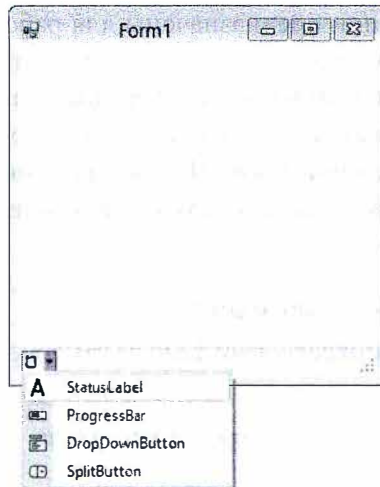 Form1
A StatusLabel
ProgressBar
DropDownButton
SplitButton